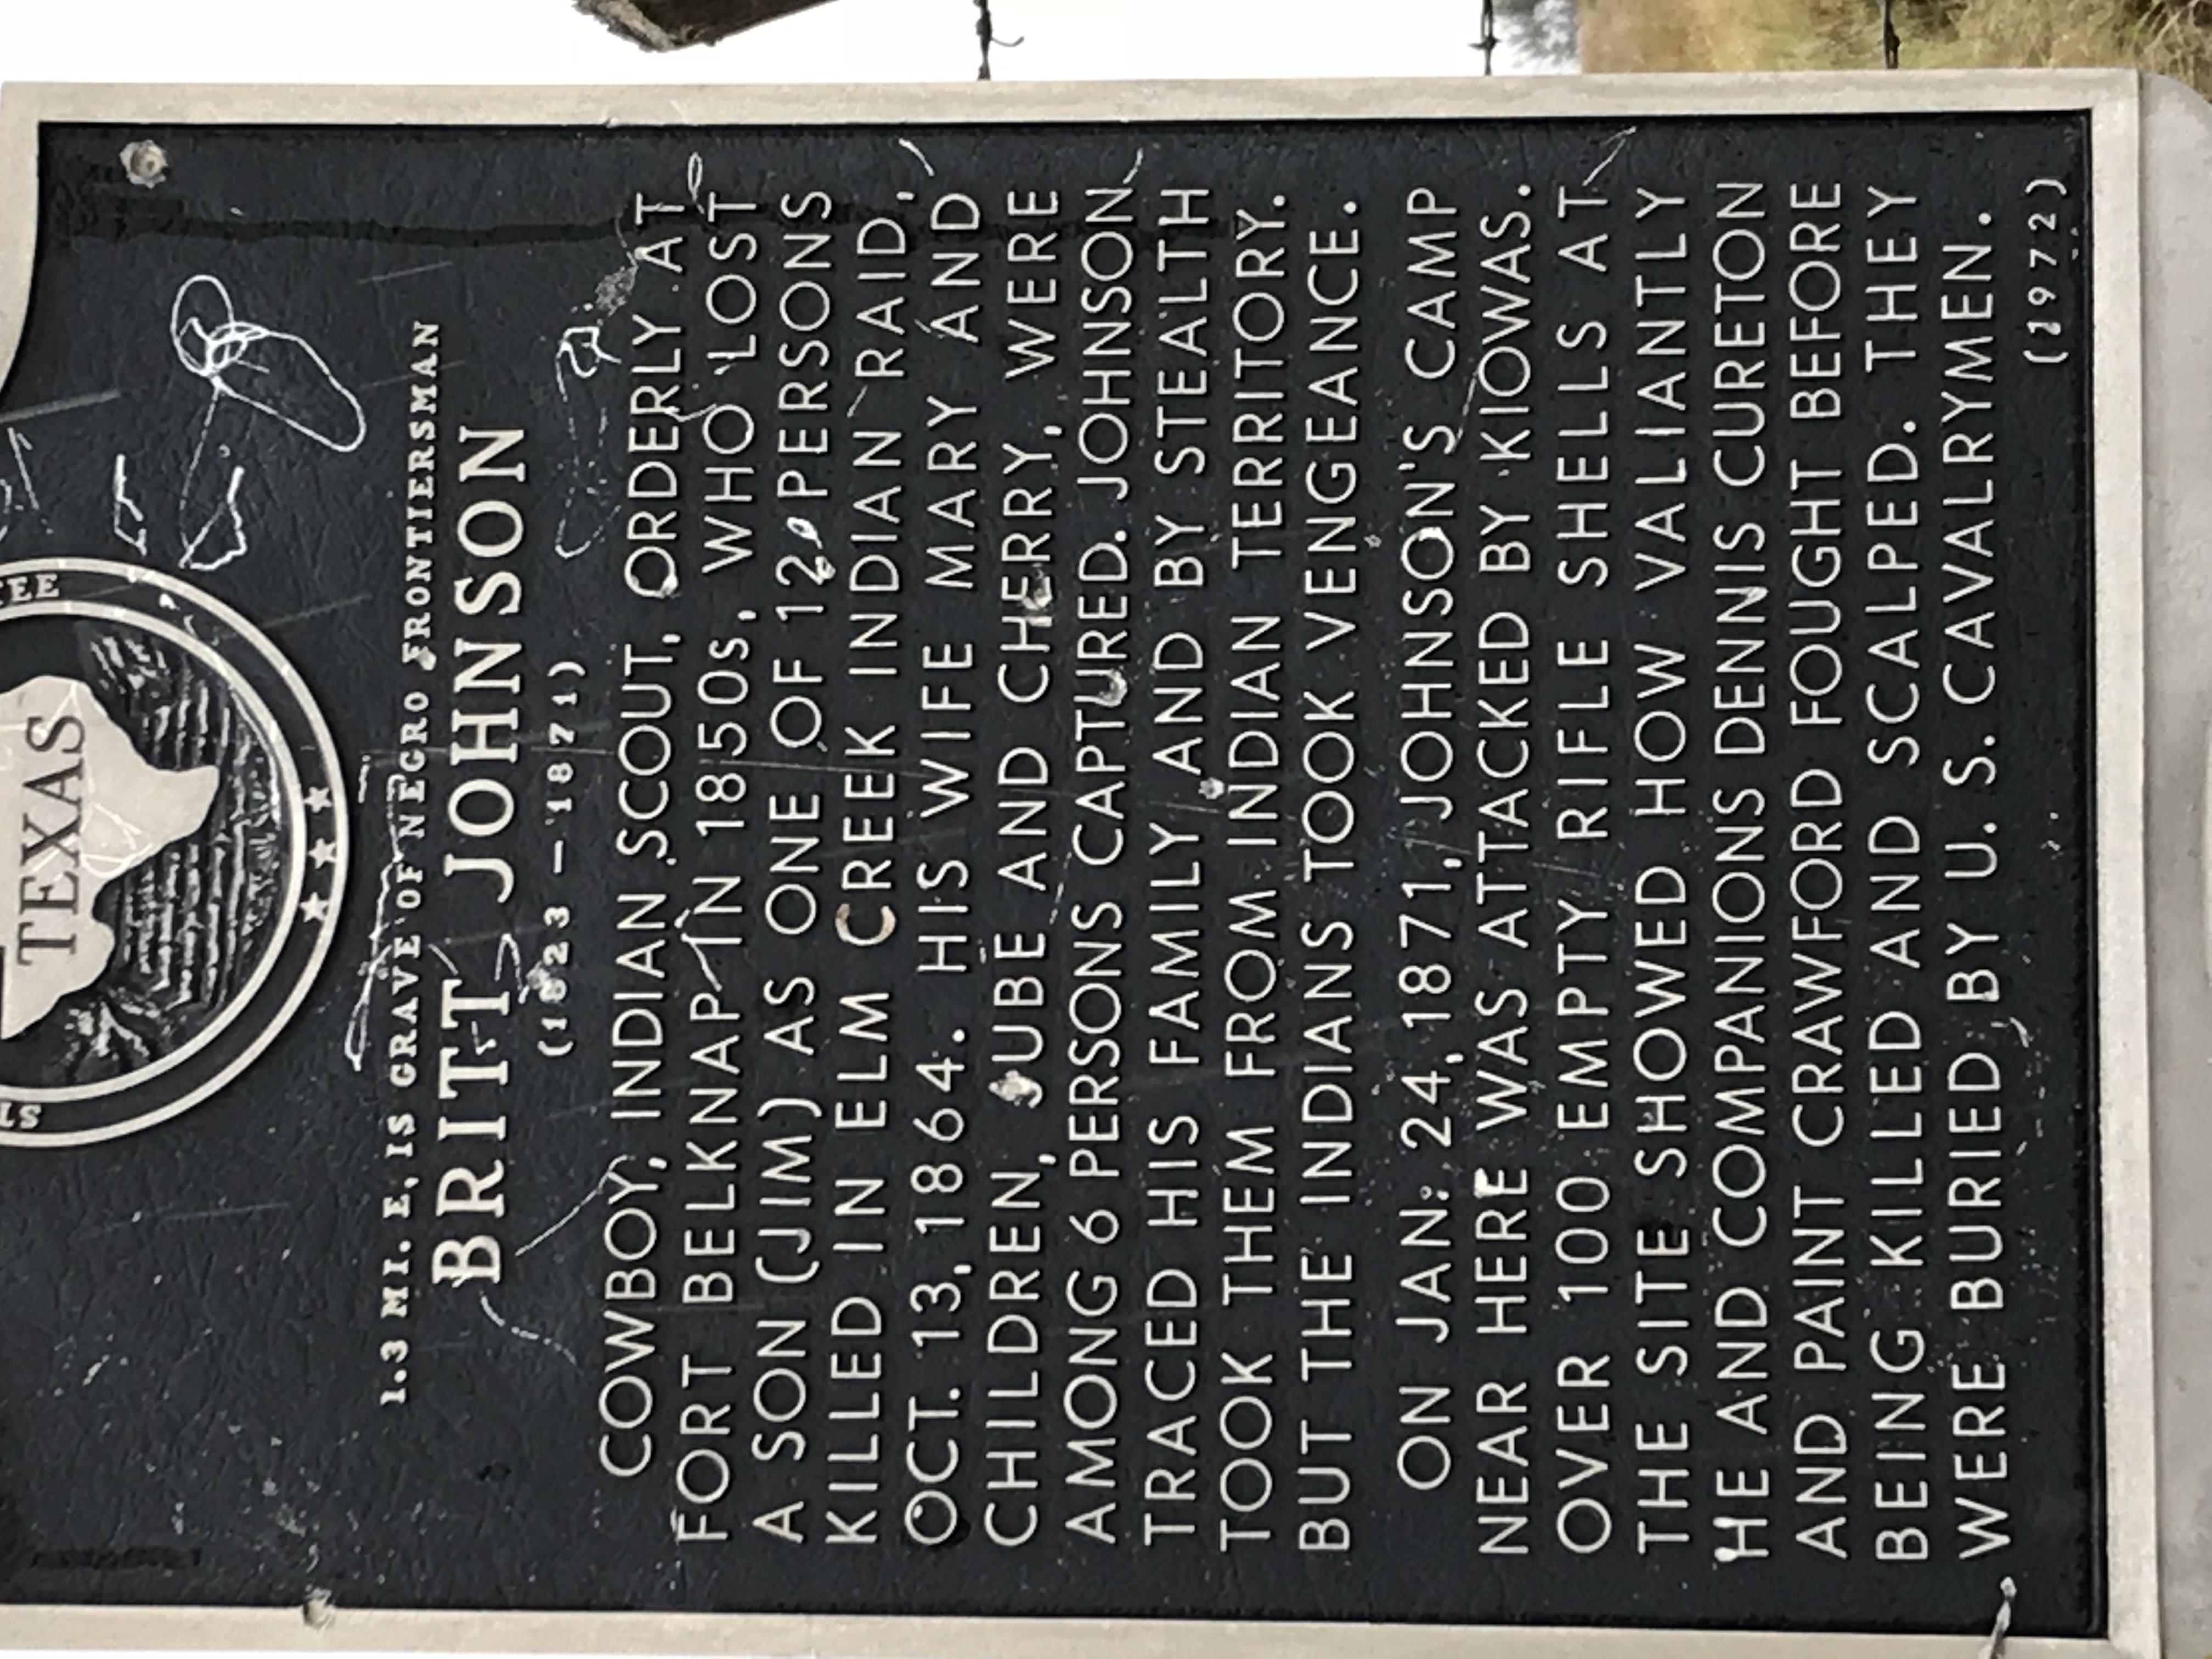 TEXAS
1.3 MI. E, IS GRAVE OF NEGRO FRONTIERSMAN
BRITT JOHNSON
(1823 — 1871)
COWBOY, INDIAN SCOUT, ORDERLY AT
FORT BELKNAP IN 1850s, WHO LOST
A SON (JIM) AS ONE OF 12 PERSONS
KILLED IN ELM CREEK INDIAN RAID,
OCT. 13, 1864. HIS WIFE MARY AND
CHILDREN, JUBE AND CHERRY, WERE
AMONG 6 PERSONS CAPTURED. JOHNSON
TRACED HIS FAMILY AND BY STEALTH
TOOK THEM FROM INDIAN TERRITORY.
BUT THE INDIANS TOOK VENGEANCE.
ON JAN. 24, 1871, JOHNSON'S CAMP
NEAR HERE WAS ATTACKED BY KIOWAS.
OVER 100 EMPTY RIFLE SHELLS AT
THE SITE SHOWED HOW VALIANTLY
HE AND COMPANIONS DENNIS CURETON
AND PAINT CRAWFORD FOUGHT BEFORE
BEING KILLED AND SCALPED. THEY
WERE BURIED BY U. S. CAVALRYMEN.
(1972)